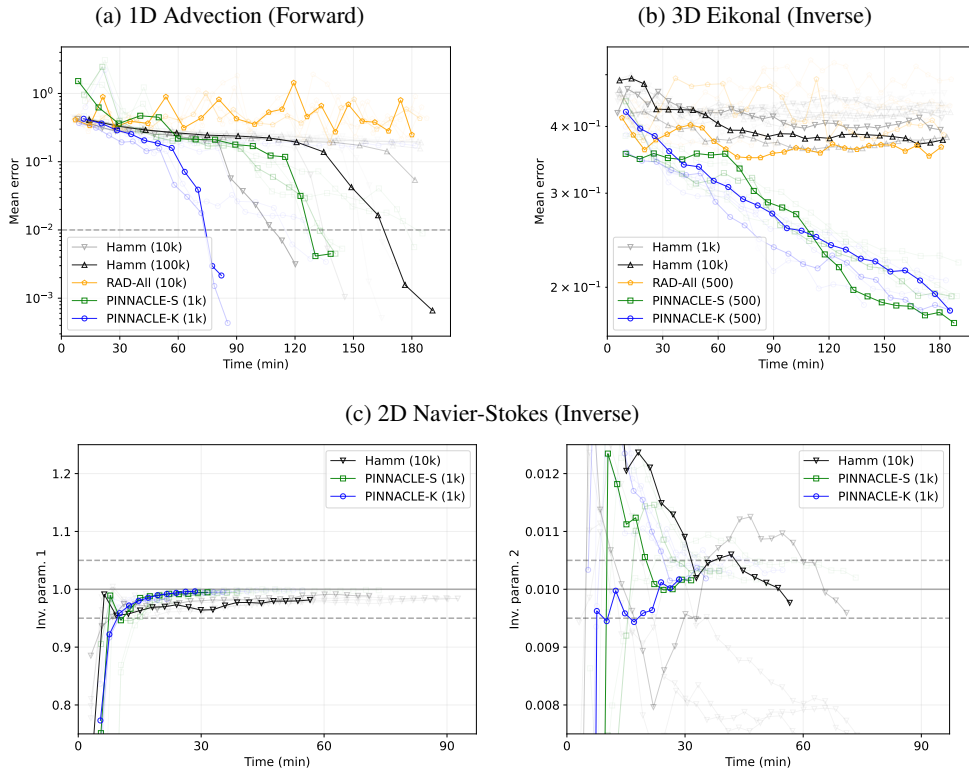 (a) 1D Advection (Forward)
10⁰
10⁻¹
10⁻²
10⁻³
Mean error
Hamm (10k)
Hamm (100k)
RAD-All (10k)
PINNACLE-S (1k)
PINNACLE-K (1k)
0 30 60 90 120 150 180
Time (min)
(b) 3D Eikonal (Inverse)
4 × 10⁻¹
3 × 10⁻¹
2 × 10⁻¹
Mean error
Hamm (1k)
Hamm (10k)
RAD-All (500)
PINNACLE-S (500)
PINNACLE-K (500)
0 30 60 90 120 150 180
Time (min)
(c) 2D Navier-Stokes (Inverse)
1.2
1.1
1.0
0.9
0.8
Inv. param. 1
Hamm (10k)
PINNACLE-S (1k)
PINNACLE-K (1k)
0 30 60 90
Time (min)
0.012
0.011
0.010
0.009
0.008
Inv. param. 2
Hamm (10k)
PINNACLE-S (1k)
PINNACLE-K (1k)
0 30 60 90
Time (min)